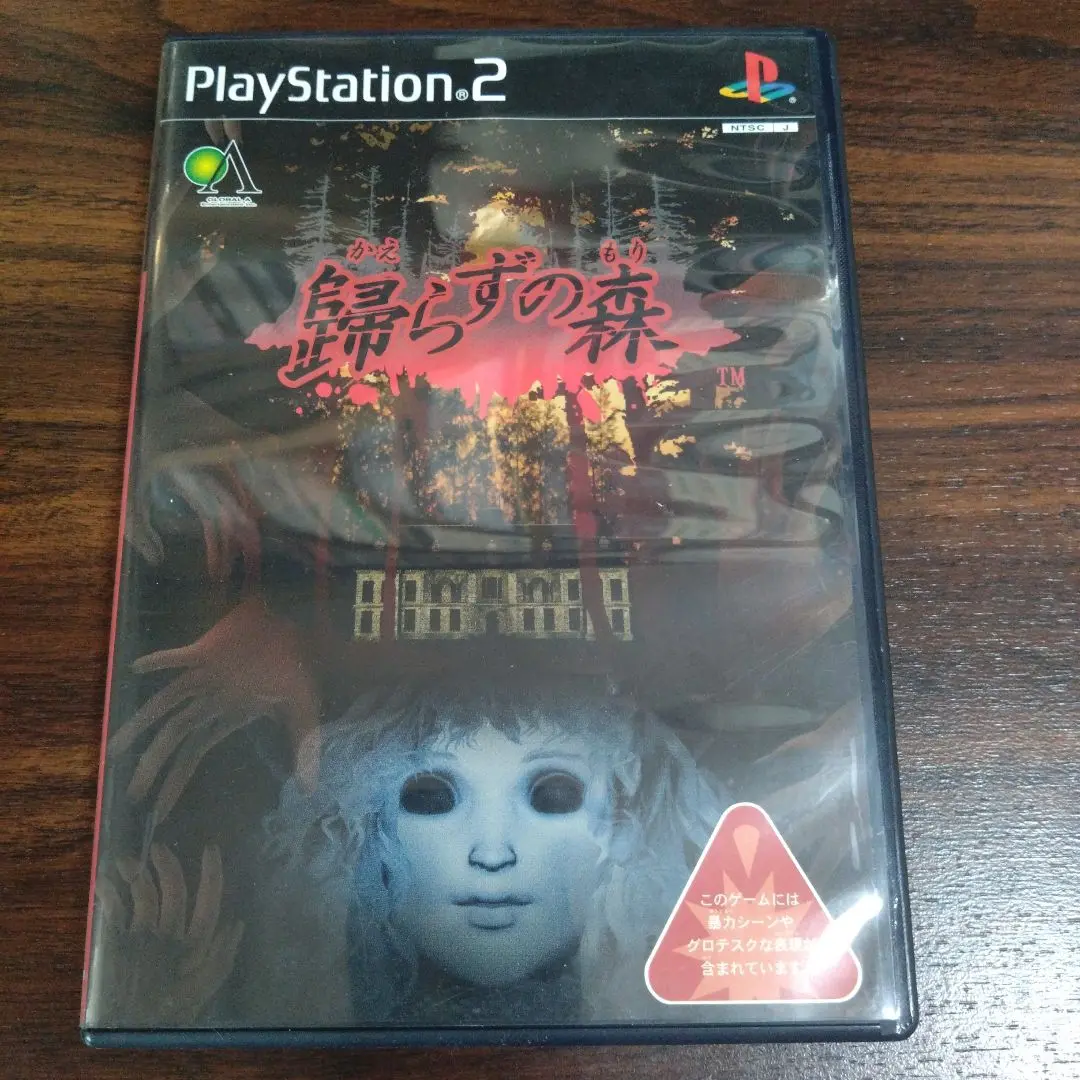 PlayStation®2
NTSC J
GLOBAL A
かえ もり
歸らずの森
TM
このゲームには
暴力シーンや
グロテスクな表現が
含まれています